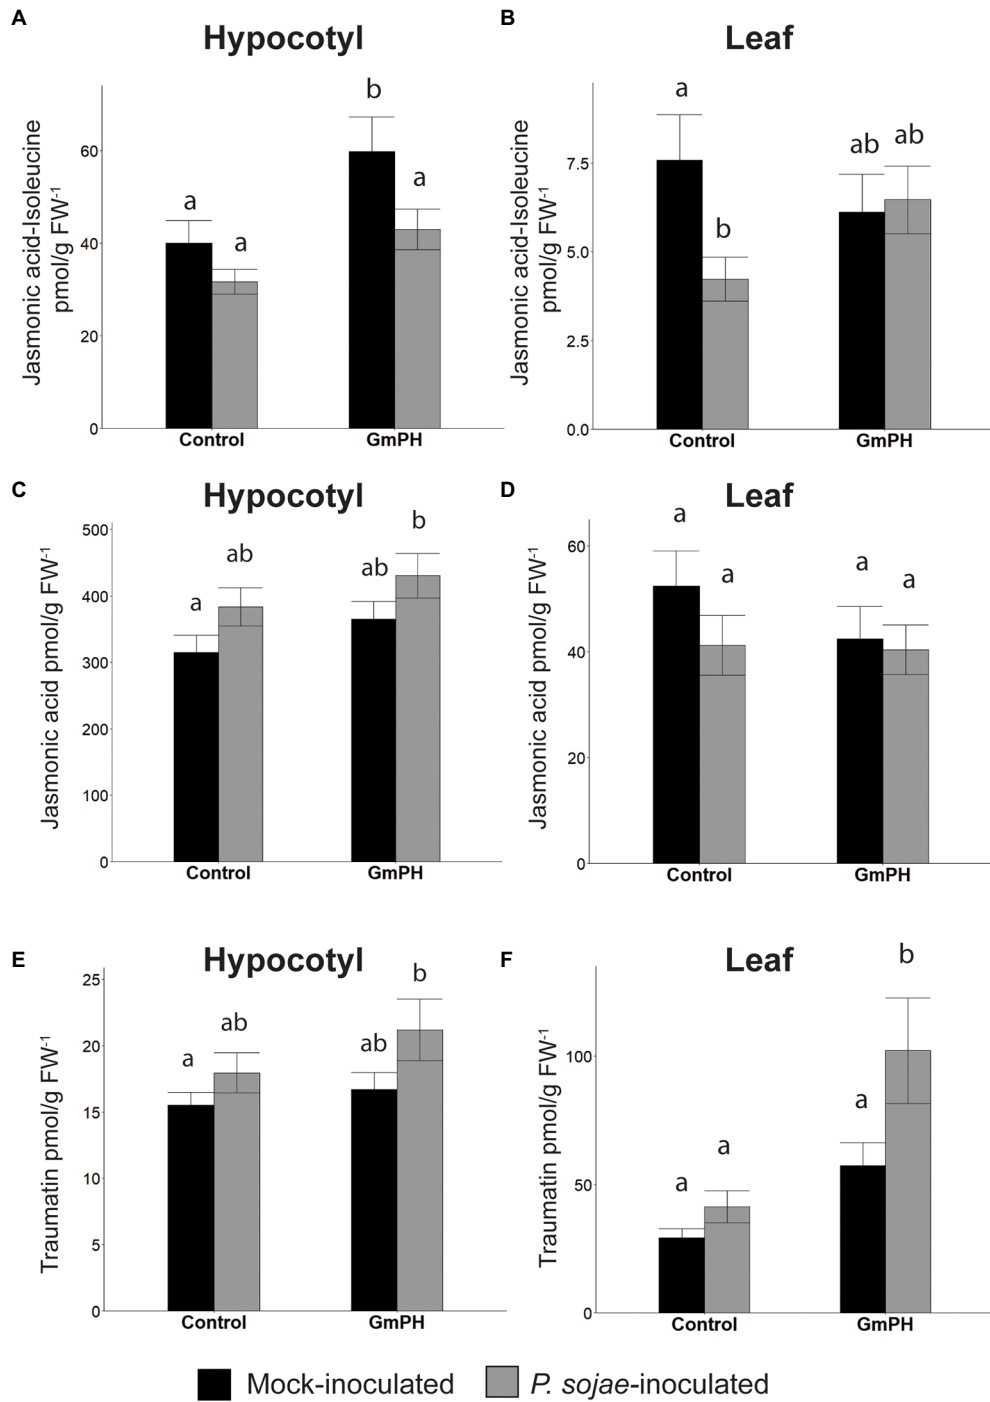 A
Hypocotyl
Jasmonic acid-Isoleucine
pmol/g FW-1
60
40
20
0
a
a
b
a
Control
GmPH
B
Leaf
Jasmonic acid-Isoleucine
pmol/g FW-1
7.5
5.0
2.5
0.0
a
b
ab
ab
Control
GmPH
C
Hypocotyl
Jasmonic acid pmol/g FW-1
500
400
300
200
100
0
a
ab
ab
b
Control
GmPH
D
Leaf
Jasmonic acid pmol/g FW-1
60
40
20
0
a
a
a
a
Control
GmPH
E
Hypocotyl
Traumatin pmol/g FW-1
25
20
15
10
5
0
a
ab
ab
b
Control
GmPH
F
Leaf
Traumatin pmol/g FW-1
100
50
0
a
a
a
b
Control
GmPH
Mock-inoculated
P. sojae-inoculated